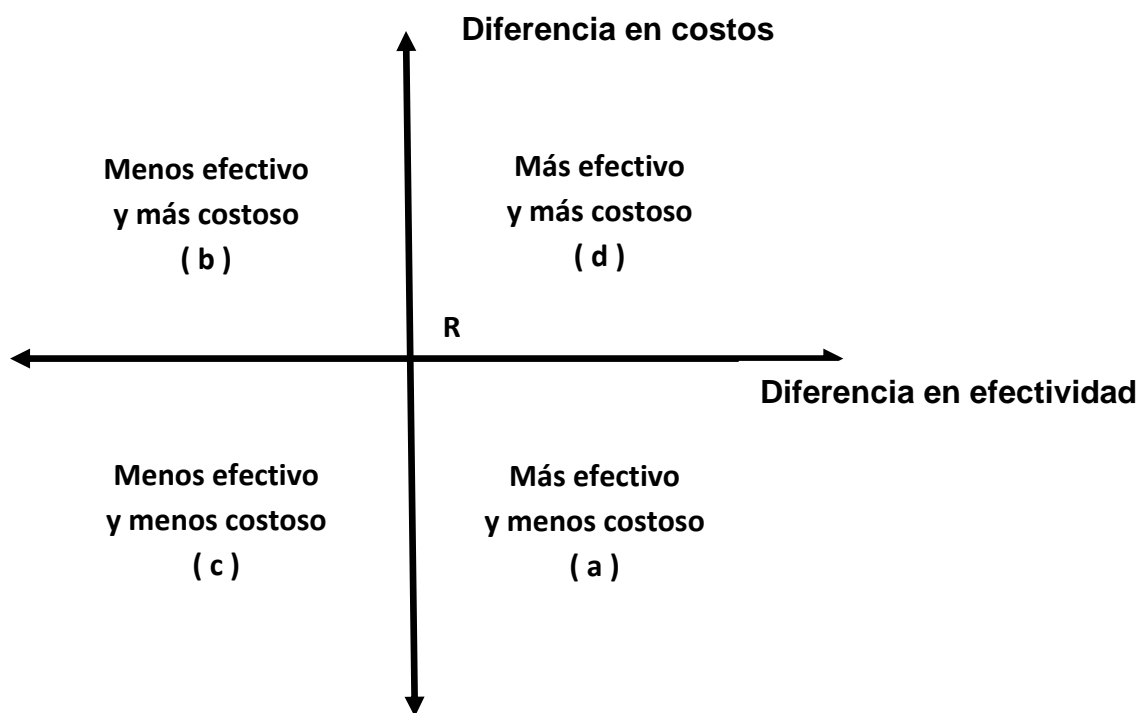 Diferencia en costos
Menos efectivo
y más costoso
( b )
Más efectivo
y más costoso
( d )
R
Diferencia en efectividad
Menos efectivo
y menos costoso
( c )
Más efectivo
y menos costoso
( a )